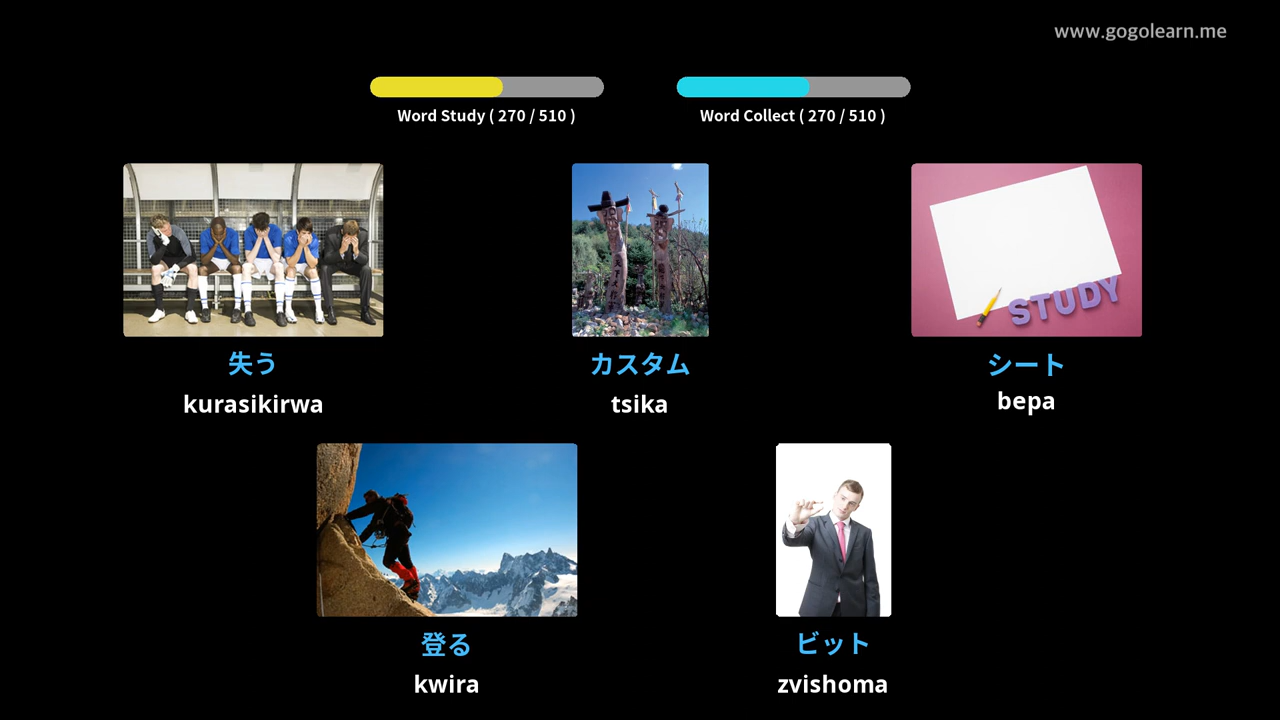 www.gogolearn.me
Word Study ( 270 / 510 )
Word Collect ( 270 / 510 )
STUDY
失う
カスタム
シート
kurasikirwa
tsika
bepa
登る
ビット
kwira
zvishoma